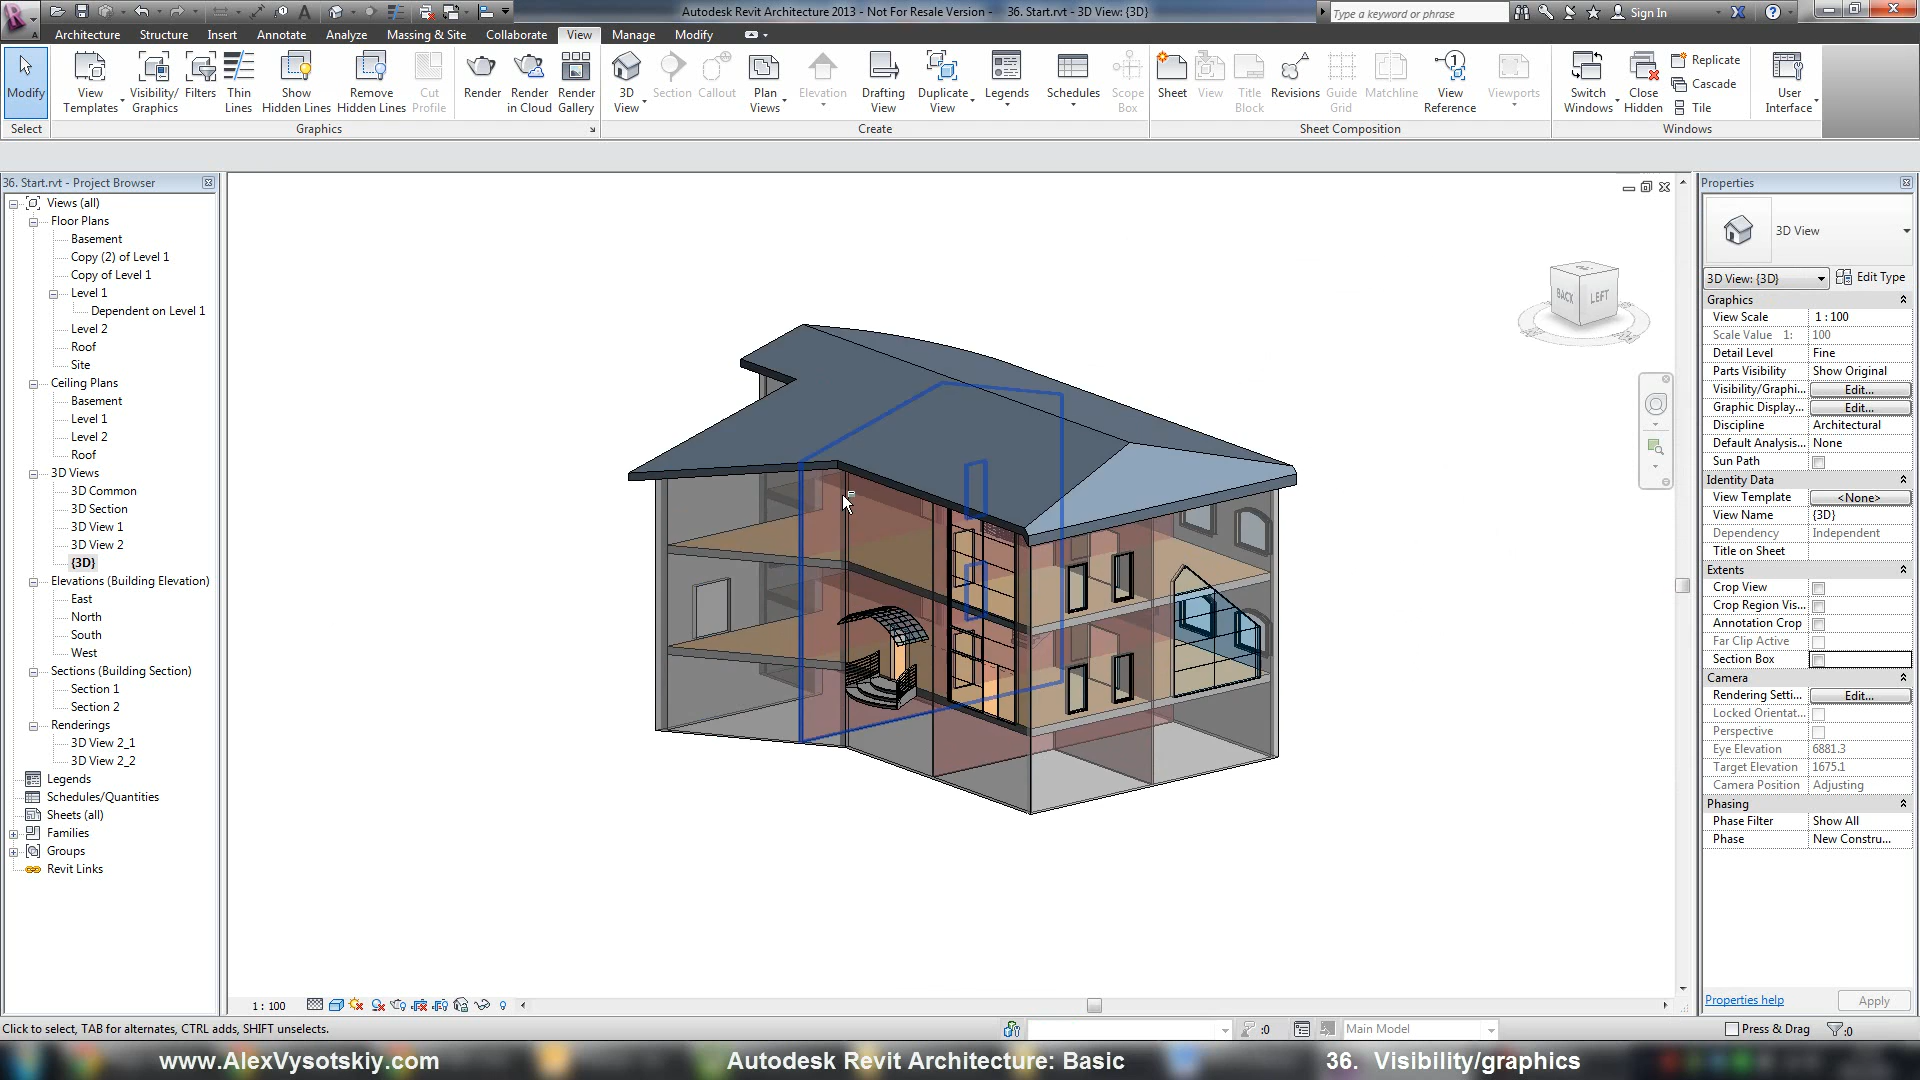 Autodesk Revit Architecture 2013 - Not For Resale Version - 36. Start.rvt - 3D View: {3D}
Type a keyword or phrase
Sign In
Architecture Structure Insert Annotate Analyze Massing & Site Collaborate View Manage Modify
Modify
View Templates
Visibility/ Graphics
Filters
Thin Lines
Show Hidden Lines
Remove Hidden Lines
Cut Profile
Render
Render in Cloud
Render Gallery
3D View
Section
Callout
Plan Views
Elevation
Drafting View
Duplicate View
Legends
Schedules
Scope Box
Sheet
View
Title Block
Revisions
Guide Grid
Matchline
View Reference
Viewports
Switch Windows
Close Hidden
Replicate
Cascade
Tile
User Interface
Select Graphics Create Sheet Composition Windows
36. Start.rvt - Project Browser
Views (all)
Floor Plans
Basement
Copy (2) of Level 1
Copy of Level 1
Level 1
Dependent on Level 1
Level 2
Roof
Site
Ceiling Plans
Basement
Level 1
Level 2
Roof
3D Views
3D Common
3D Section
3D View 1
3D View 2
{3D}
Elevations (Building Elevation)
East
North
South
West
Sections (Building Section)
Section 1
Section 2
Renderings
3D View 2_1
3D View 2_2
Legends
Schedules/Quantities
Sheets (all)
Families
Groups
Revit Links
BACK LEFT
Properties
3D View
3D View: {3D} Edit Type
Graphics
View Scale 1 : 100
Scale Value 1: 100
Detail Level Fine
Parts Visibility Show Original
Visibility/Graphi... Edit...
Graphic Display... Edit...
Discipline Architectural
Default Analysis... None
Sun Path
Identity Data
View Template <None>
View Name {3D}
Dependency Independent
Title on Sheet
Extents
Crop View
Crop Region Vis...
Annotation Crop
Far Clip Active
Section Box
Camera
Rendering Setti... Edit...
Locked Orientat...
Perspective
Eye Elevation 6881.3
Target Elevation 1675.1
Camera Position Adjusting
Phasing
Phase Filter Show All
Phase New Constru...
Properties help Apply
1 : 100
Click to select, TAB for alternates, CTRL adds, SHIFT unselects.
:0
Main Model
Press & Drag
:0
www.AlexVysotskiy.com Autodesk Revit Architecture: Basic 36. Visibility/graphics